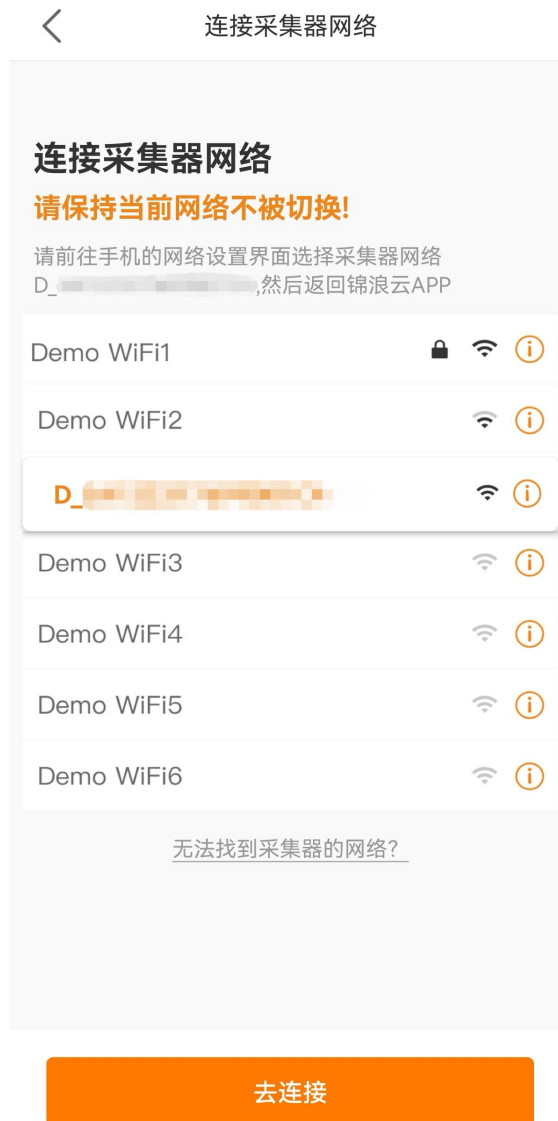 连接采集器网络
连接采集器网络
请保持当前网络不被切换!
请前往手机的网络设置界面选择采集器网络
D_ ,然后返回锦浪云APP
Demo WiFi1
Demo WiFi2
D_
Demo WiFi3
Demo WiFi4
Demo WiFi5
Demo WiFi6
无法找到采集器的网络?
去连接